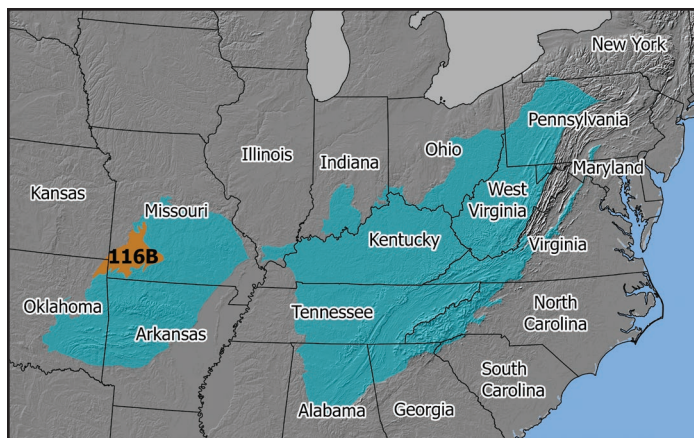 New York
Pennsylvania
Ohio
Illinois
Indiana
Maryland
Kansas
West
Virginia
Missouri
Kentucky
Virginia
116B
Oklahoma
Tennessee
North
Carolina
Arkansas
South
Carolina
Alabama
Georgia